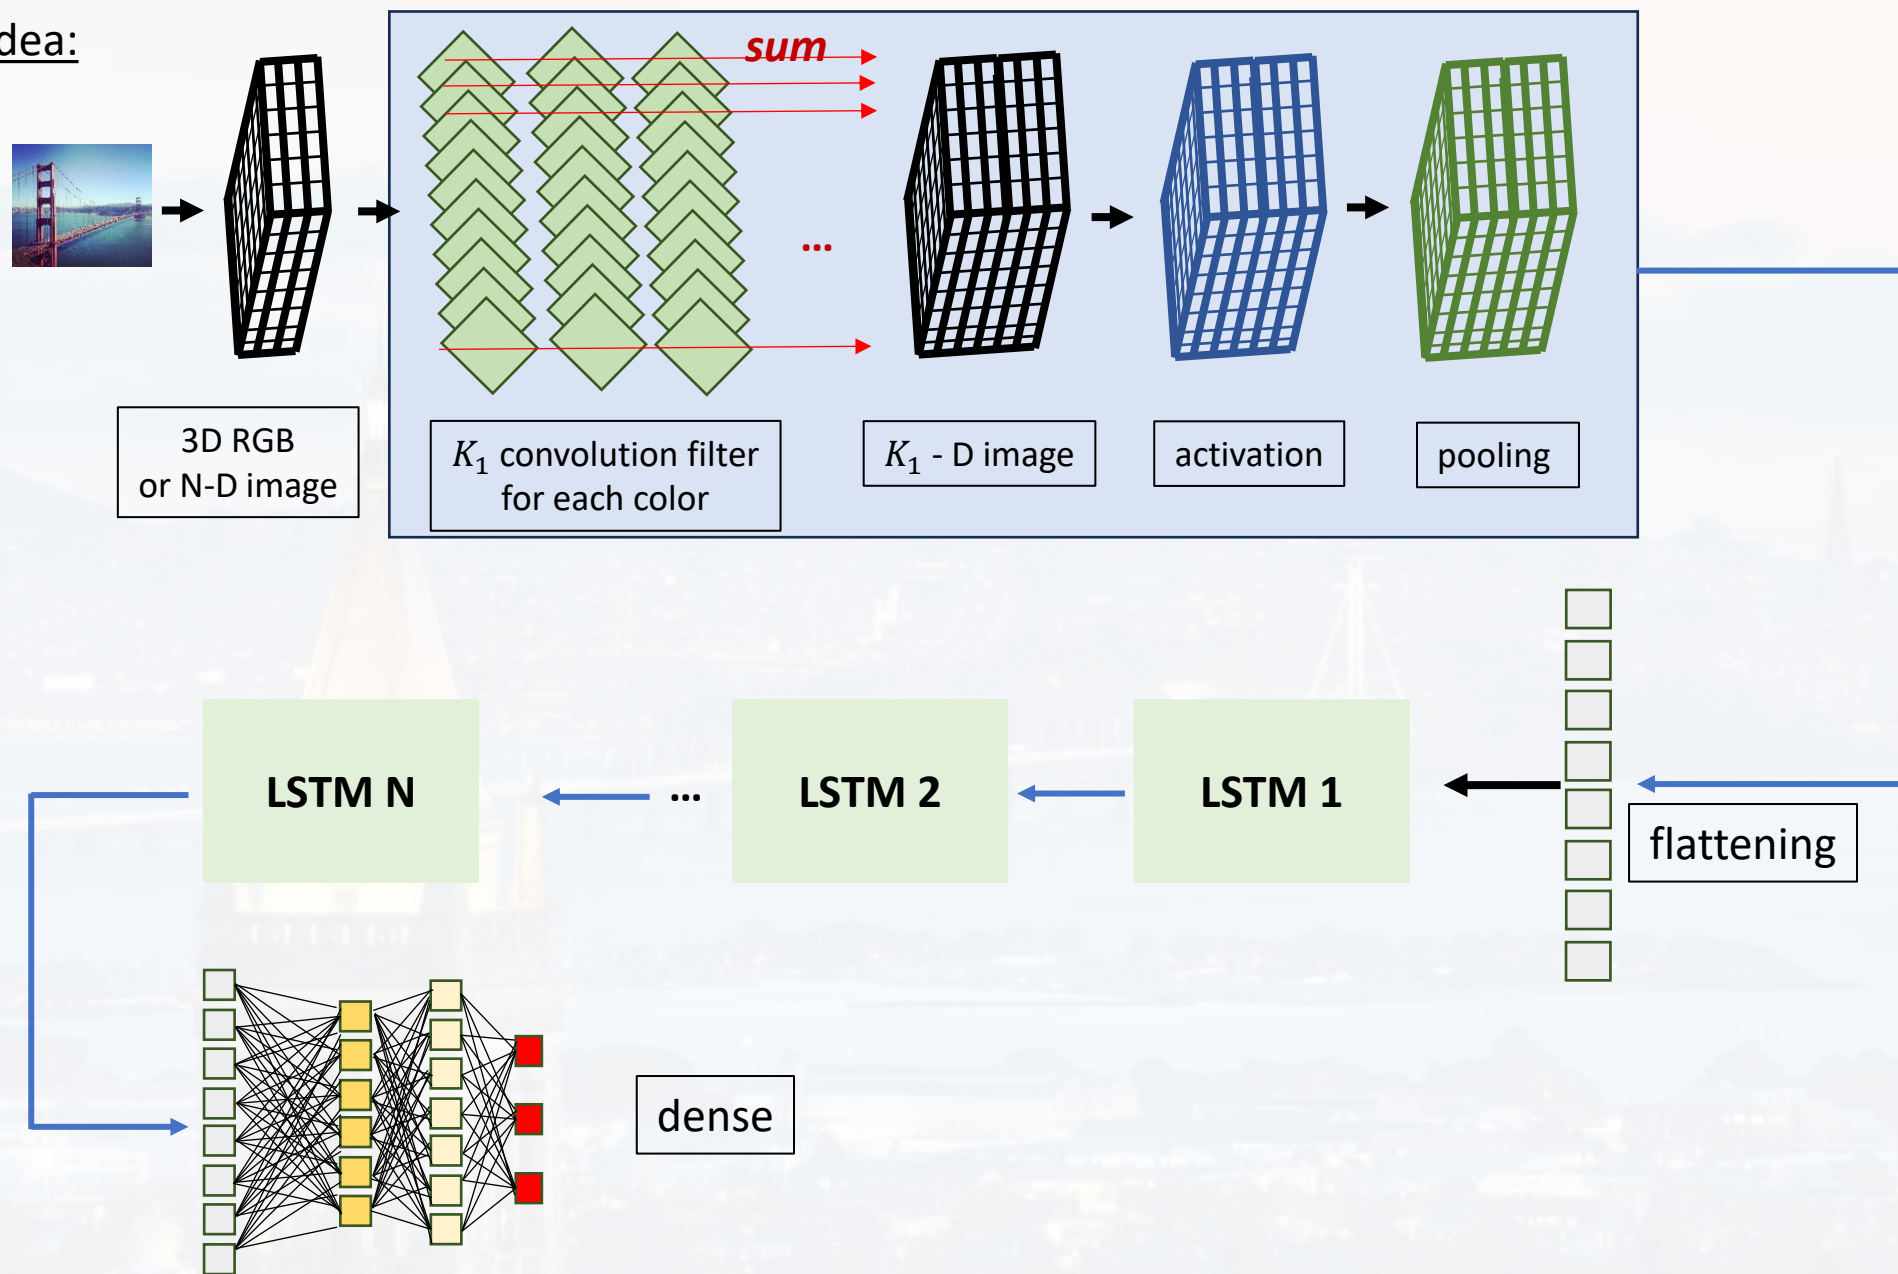 dea:
sum
...
3D RGB
or N-D image
K₁ convolution filter
for each color
K₁ - D image
activation
pooling
LSTM N
...
LSTM 2
LSTM 1
flattening
dense